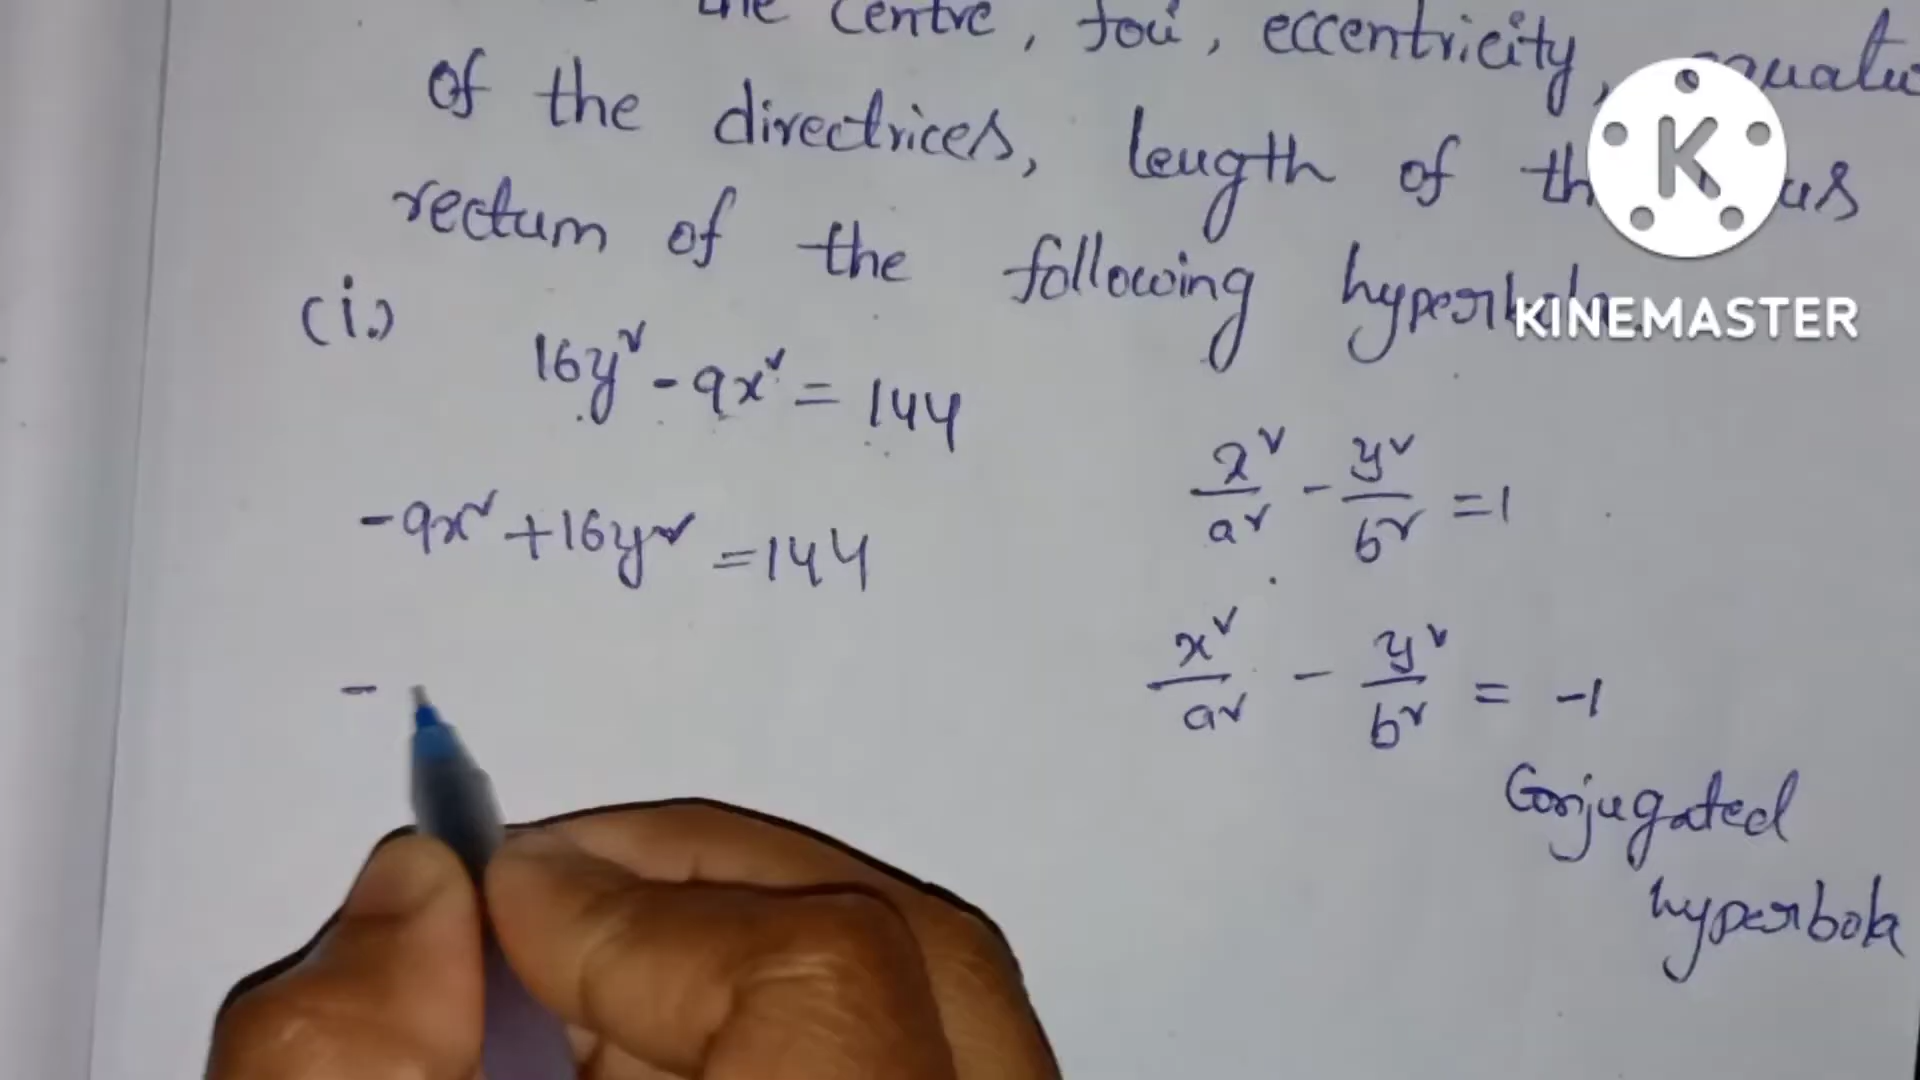 the centre, foci, eccentricity,
of the directrices, length of
rectum of the following
(i.)
16y² - 9x² = 144
-9x² + 16y² = 144
-
x²/a² - y²/b² = 1
x²/a² - y²/b² = -1
Conjugated
hyperbola
K
KINEMASTER